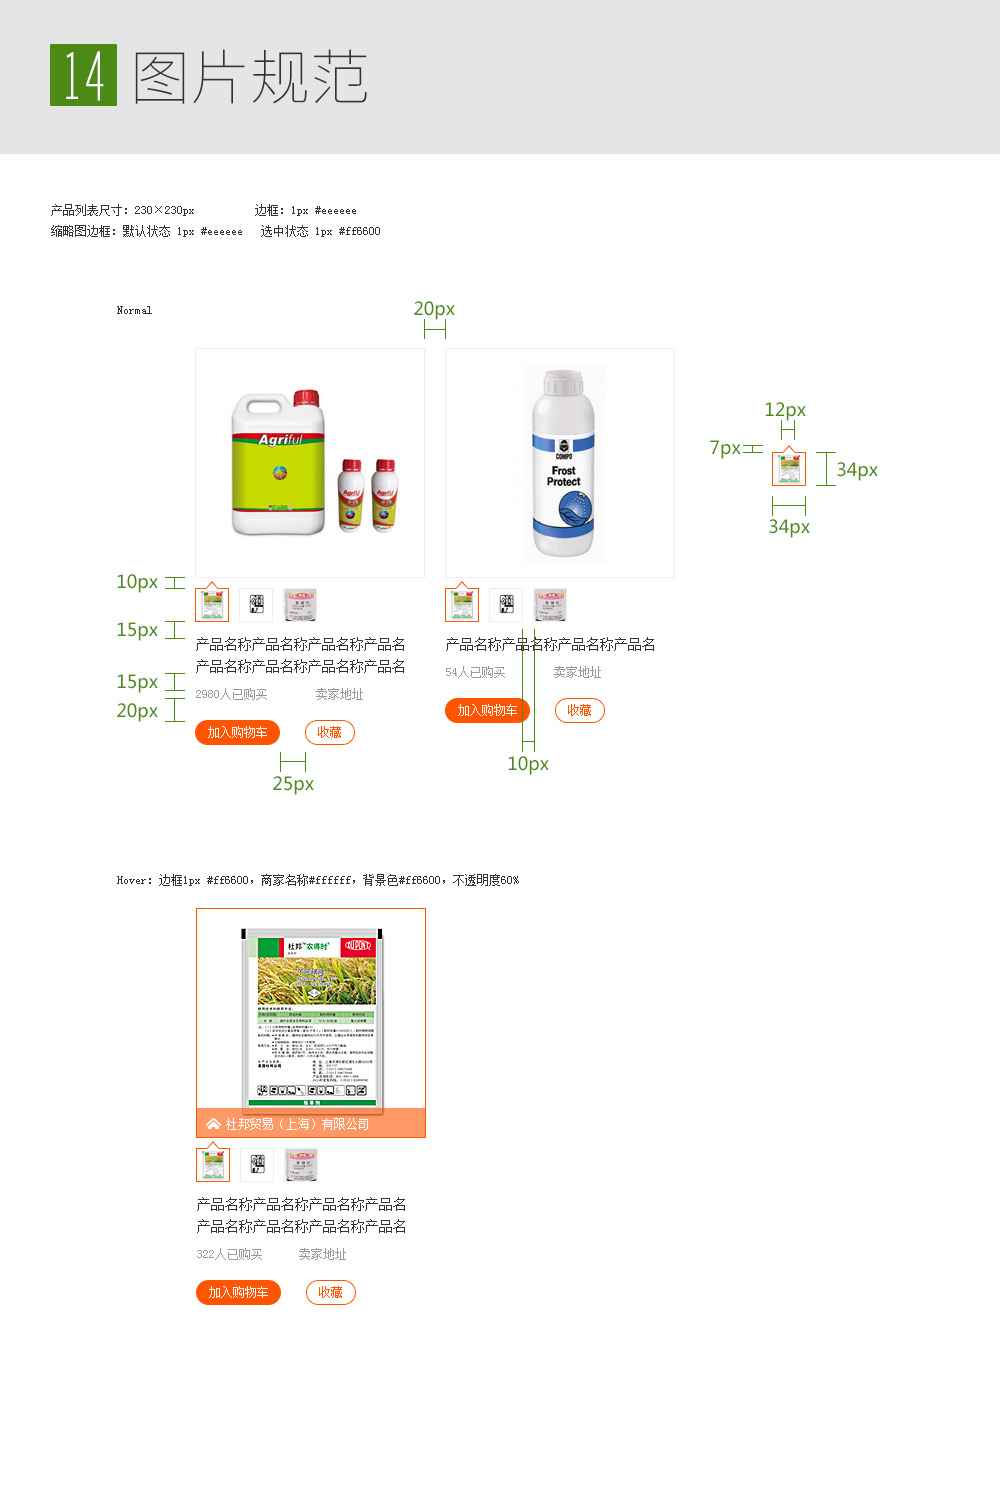 14 图片规范
产品列表尺寸：230×230px 边框：1px #eeeeee
缩略图边框：默认状态 1px #eeeeee 选中状态 1px #ff6600
Normal
20px
Agriful
Agriful
Agriful
COMPO
Frost
Protect
12px
7px
34px
34px
10px
15px
产品名称产品名称产品名称产品名
产品名称产品名称产品名称产品名
产品名称产品名称产品名称产品名
54人已购买 卖家地址
15px
2980人已购买 卖家地址
20px
加入购物车 收藏
加入购物车 收藏
10px
25px
Hover：边框1px #ff6600，商家名称#ffffff，背景色#ff6600，不透明度60%
杜邦™农得时®
DUPONT
杜邦贸易（上海）有限公司
产品名称产品名称产品名称产品名
产品名称产品名称产品名称产品名
322人已购买 卖家地址
加入购物车 收藏